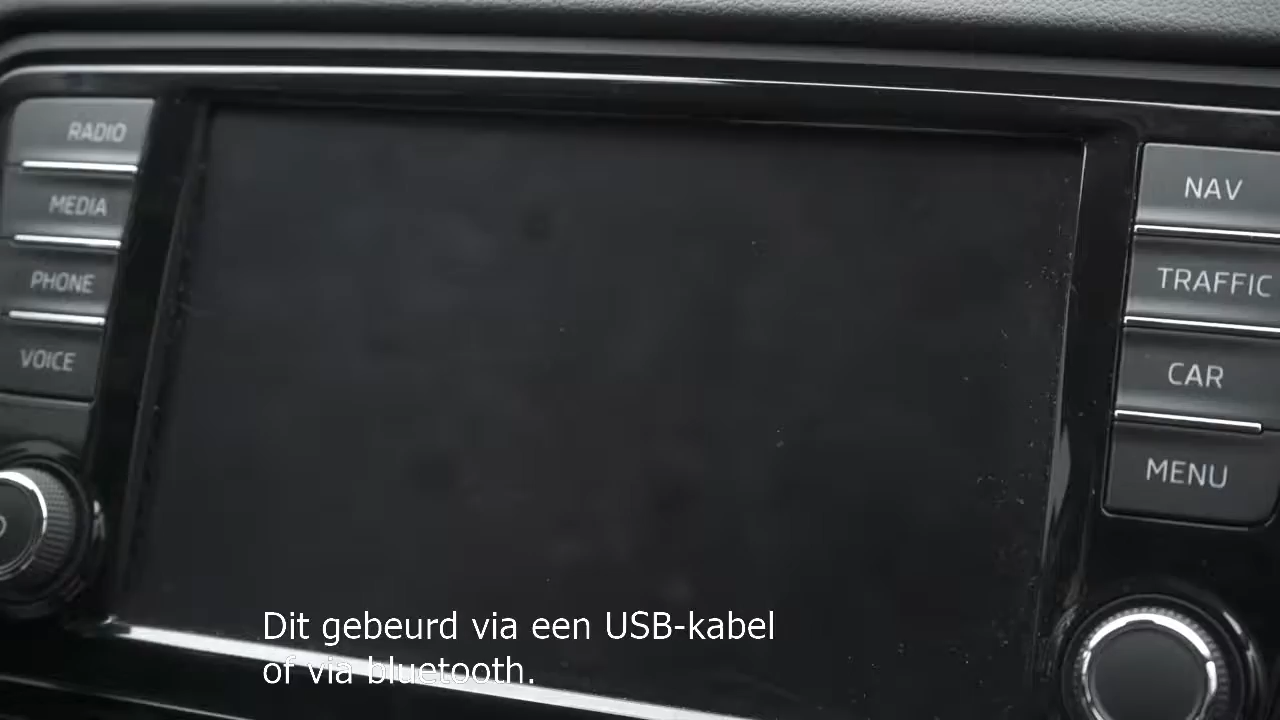 RADIO
MEDIA
PHONE
VOICE
NAV
TRAFFIC
CAR
MENU
Dit gebeurd via een USB-kabel
of via bluetooth.